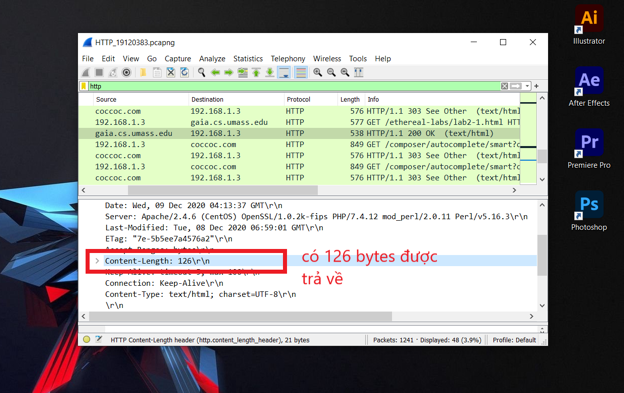 HTTP_19120383.pcapng
File Edit View Go Capture Analyze Statistics Telephony Wireless Tools Help
http
Source Destination Protocol Length Info
coccoc.com 192.168.1.3 HTTP 576 HTTP/1.1 303 See Other (text/html
192.168.1.3 gaia.cs.umass.edu HTTP 577 GET /ethereal-labs/lab2-1.html HTT
gaia.cs.umass.edu 192.168.1.3 HTTP 538 HTTP/1.1 200 OK (text/html)
192.168.1.3 coccoc.com HTTP 849 GET /composer/autocomplete/smart?c
coccoc.com 192.168.1.3 HTTP 576 HTTP/1.1 303 See Other (text/html
192.168.1.3 coccoc.com HTTP 849 GET /composer/autocomplete/smart?c
coccoc.com 192.168.1.3 HTTP 576 HTTP/1.1 303 See Other (text/html
Date: Wed, 09 Dec 2020 04:13:37 GMT\r\n
Server: Apache/2.4.6 (CentOS) OpenSSL/1.0.2k-fips PHP/7.4.12 mod_perl/2.0.11 Perl/v5.16.3\r\n
Last-Modified: Tue, 08 Dec 2020 06:59:01 GMT\r\n
ETag: "7e-5b5ee7a4576a2"\r\n
Content-Length: 126\r\n
Connection: Keep-Alive\r\n
Content-Type: text/html; charset=UTF-8\r\n
\r\n
có 126 bytes được
trả về
HTTP Content-Length header (http.content_length_header), 21 bytes
Packets: 1241 · Displayed: 48 (3.9%)
Profile: Default
Ai
Illustrator
Ae
After Effects
Pr
Premiere Pro
Ps
Photoshop